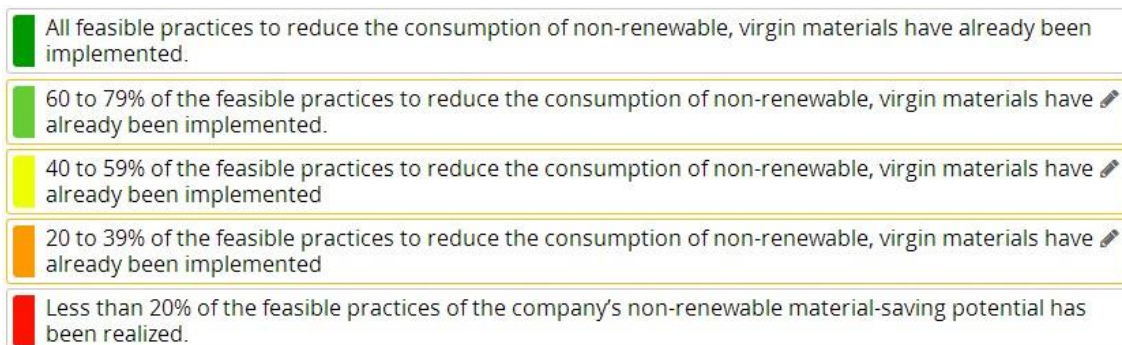 All feasible practices to reduce the consumption of non-renewable, virgin materials have already been
implemented.
60 to 79% of the feasible practices to reduce the consumption of non-renewable, virgin materials have
already been implemented.
40 to 59% of the feasible practices to reduce the consumption of non-renewable, virgin materials have
already been implemented
20 to 39% of the feasible practices to reduce the consumption of non-renewable, virgin materials have
already been implemented
Less than 20% of the feasible practices of the company’s non-renewable material-saving potential has
been realized.